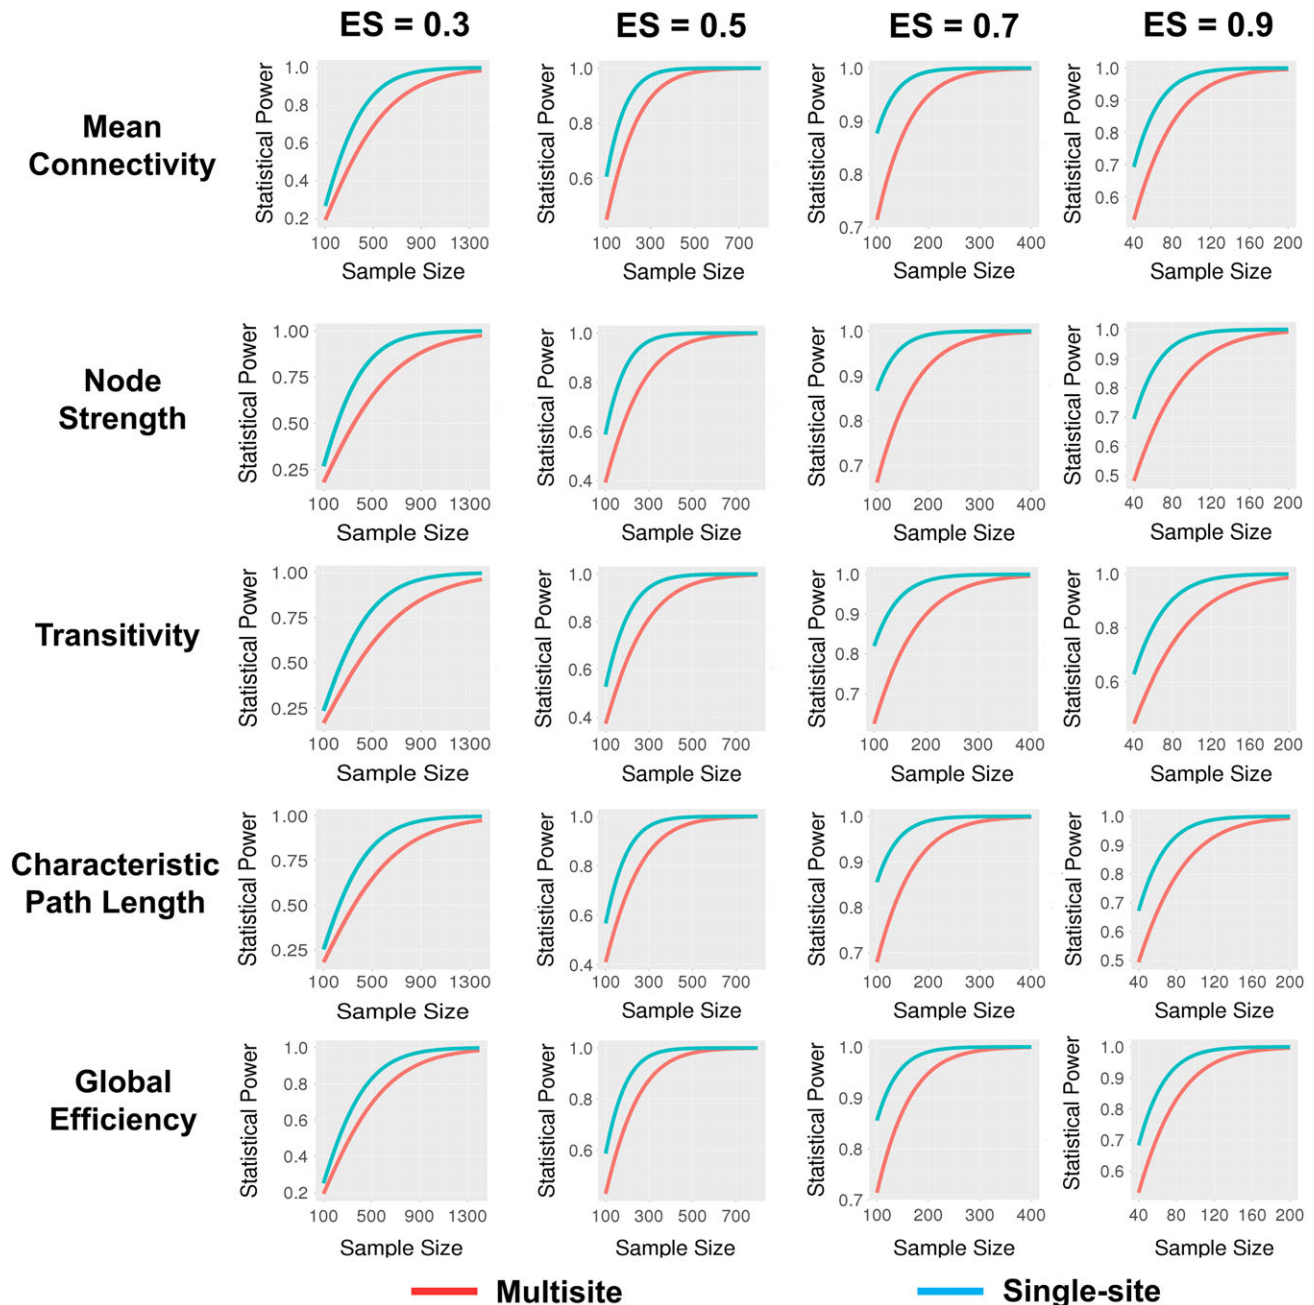 ES = 0.3 ES = 0.5 ES = 0.7 ES = 0.9
Mean
Connectivity
Statistical Power
1.0
0.8
0.6
0.4
0.2
100 500 900 1300
Sample Size
Statistical Power
1.0
0.8
0.6
100 300 500 700
Sample Size
Statistical Power
1.0
0.9
0.8
0.7
100 200 300 400
Sample Size
Statistical Power
1.0
0.9
0.8
0.7
0.6
40 80 120 160 200
Sample Size
Node
Strength
Statistical Power
1.00
0.75
0.50
0.25
100 500 900 1300
Sample Size
Statistical Power
1.0
0.8
0.6
0.4
100 300 500 700
Sample Size
Statistical Power
1.0
0.9
0.8
0.7
100 200 300 400
Sample Size
Statistical Power
1.0
0.9
0.8
0.7
0.6
0.5
40 80 120 160 200
Sample Size
Transitivity
Statistical Power
1.00
0.75
0.50
0.25
100 500 900 1300
Sample Size
Statistical Power
1.0
0.8
0.6
0.4
100 300 500 700
Sample Size
Statistical Power
1.0
0.9
0.8
0.7
100 200 300 400
Sample Size
Statistical Power
1.0
0.8
0.6
40 80 120 160 200
Sample Size
Characteristic
Path Length
Statistical Power
1.00
0.75
0.50
0.25
100 500 900 1300
Sample Size
Statistical Power
1.0
0.8
0.6
0.4
100 300 500 700
Sample Size
Statistical Power
1.0
0.9
0.8
0.7
100 200 300 400
Sample Size
Statistical Power
1.0
0.9
0.8
0.7
0.6
0.5
40 80 120 160 200
Sample Size
Global
Efficiency
Statistical Power
1.0
0.8
0.6
0.4
0.2
100 500 900 1300
Sample Size
Statistical Power
1.0
0.8
0.6
100 300 500 700
Sample Size
Statistical Power
1.0
0.9
0.8
0.7
100 200 300 400
Sample Size
Statistical Power
1.0
0.9
0.8
0.7
0.6
40 80 120 160 200
Sample Size
Multisite Single-site